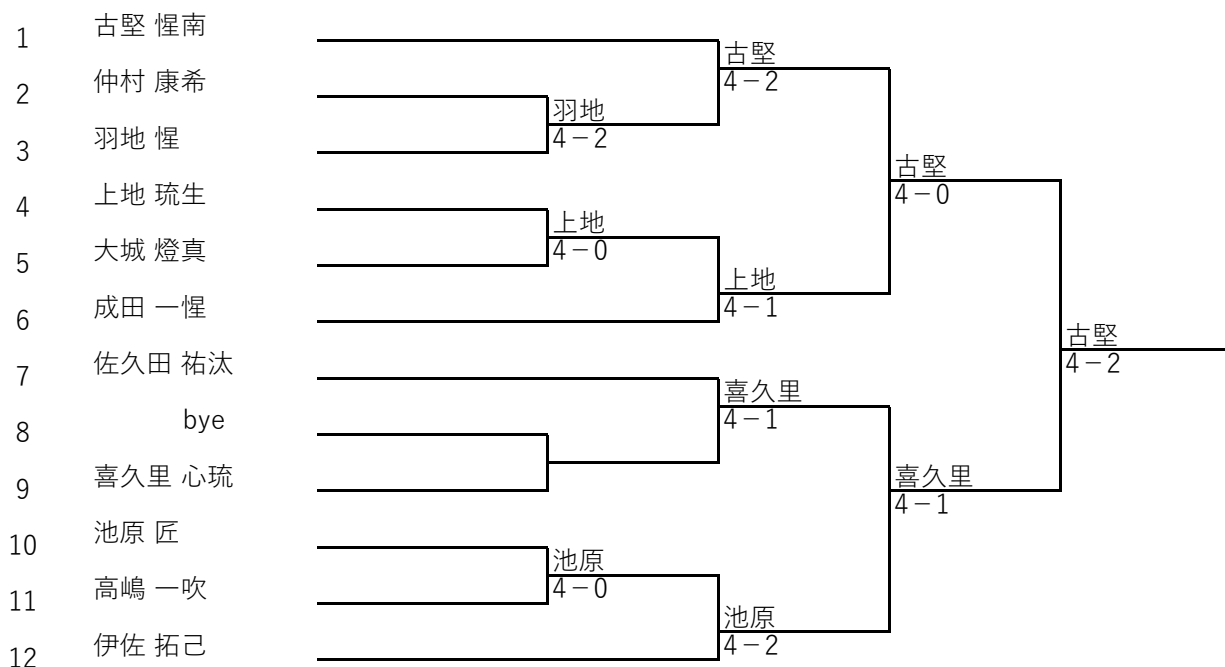 1 古堅 惺南
2 仲村 康希
3 羽地 惺
4 上地 琉生
5 大城 燈真
6 成田 一惺
7 佐久田 祐汰
8 bye
9 喜久里 心琉
10 池原 匠
11 高嶋 一吹
12 伊佐 拓己
羽地
4－2
上地
4－0
池原
4－0
古堅
4－2
上地
4－1
喜久里
4－1
池原
4－2
古堅
4－0
喜久里
4－1
古堅
4－2